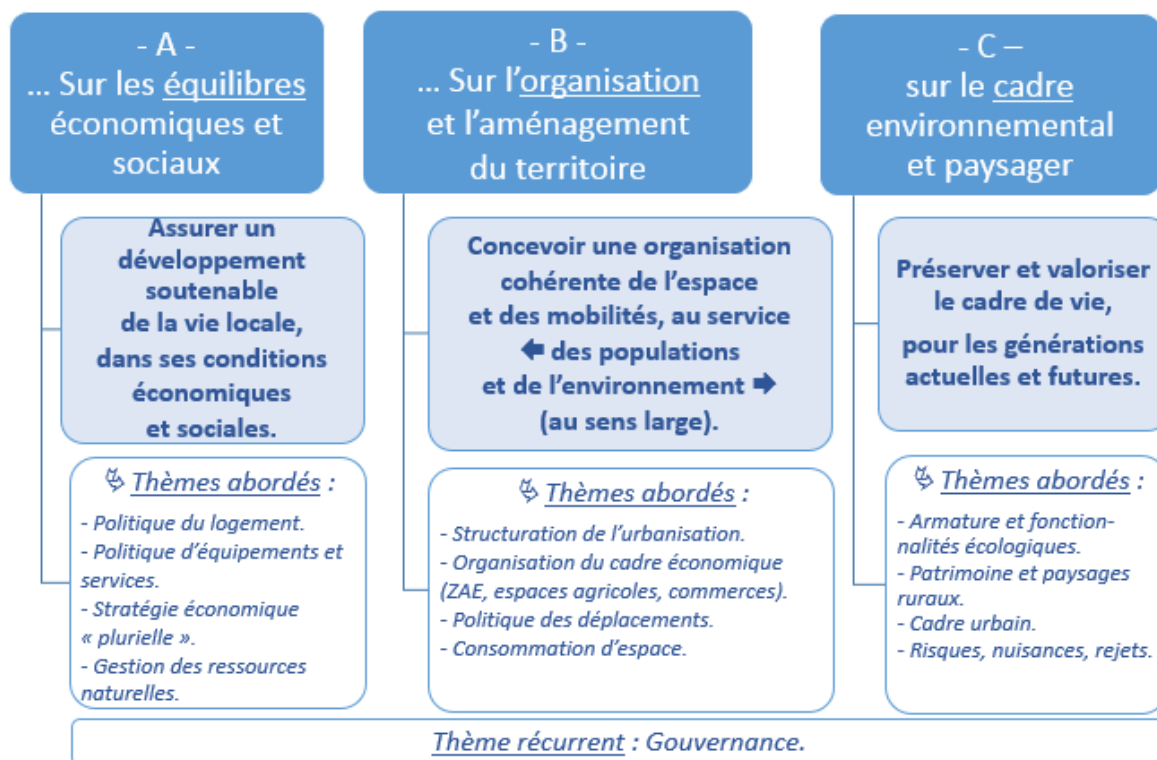 - A -
... Sur les équilibres
économiques et
sociaux
Assurer un
développement
soutenable
de la vie locale,
dans ses conditions
économiques
et sociales.
Thèmes abordés :
- Politique du logement.
- Politique d'équipements et
services.
- Stratégie économique
« plurielle ».
- Gestion des ressources
naturelles.
- B -
... Sur l'organisation
et l'aménagement
du territoire
Concevoir une organisation
cohérente de l'espace
et des mobilités, au service
🡸 des populations
et de l'environnement 🡺
(au sens large).
Thèmes abordés :
- Structuration de l'urbanisation.
- Organisation du cadre économique
(ZAE, espaces agricoles, commerces).
- Politique des déplacements.
- Consommation d'espace.
- C –
sur le cadre
environnemental
et paysager
Préserver et valoriser
le cadre de vie,
pour les générations
actuelles et futures.
Thèmes abordés :
- Armature et fonction-
nalités écologiques.
- Patrimoine et paysages
ruraux.
- Cadre urbain.
- Risques, nuisances, rejets.
Thème récurrent : Gouvernance.